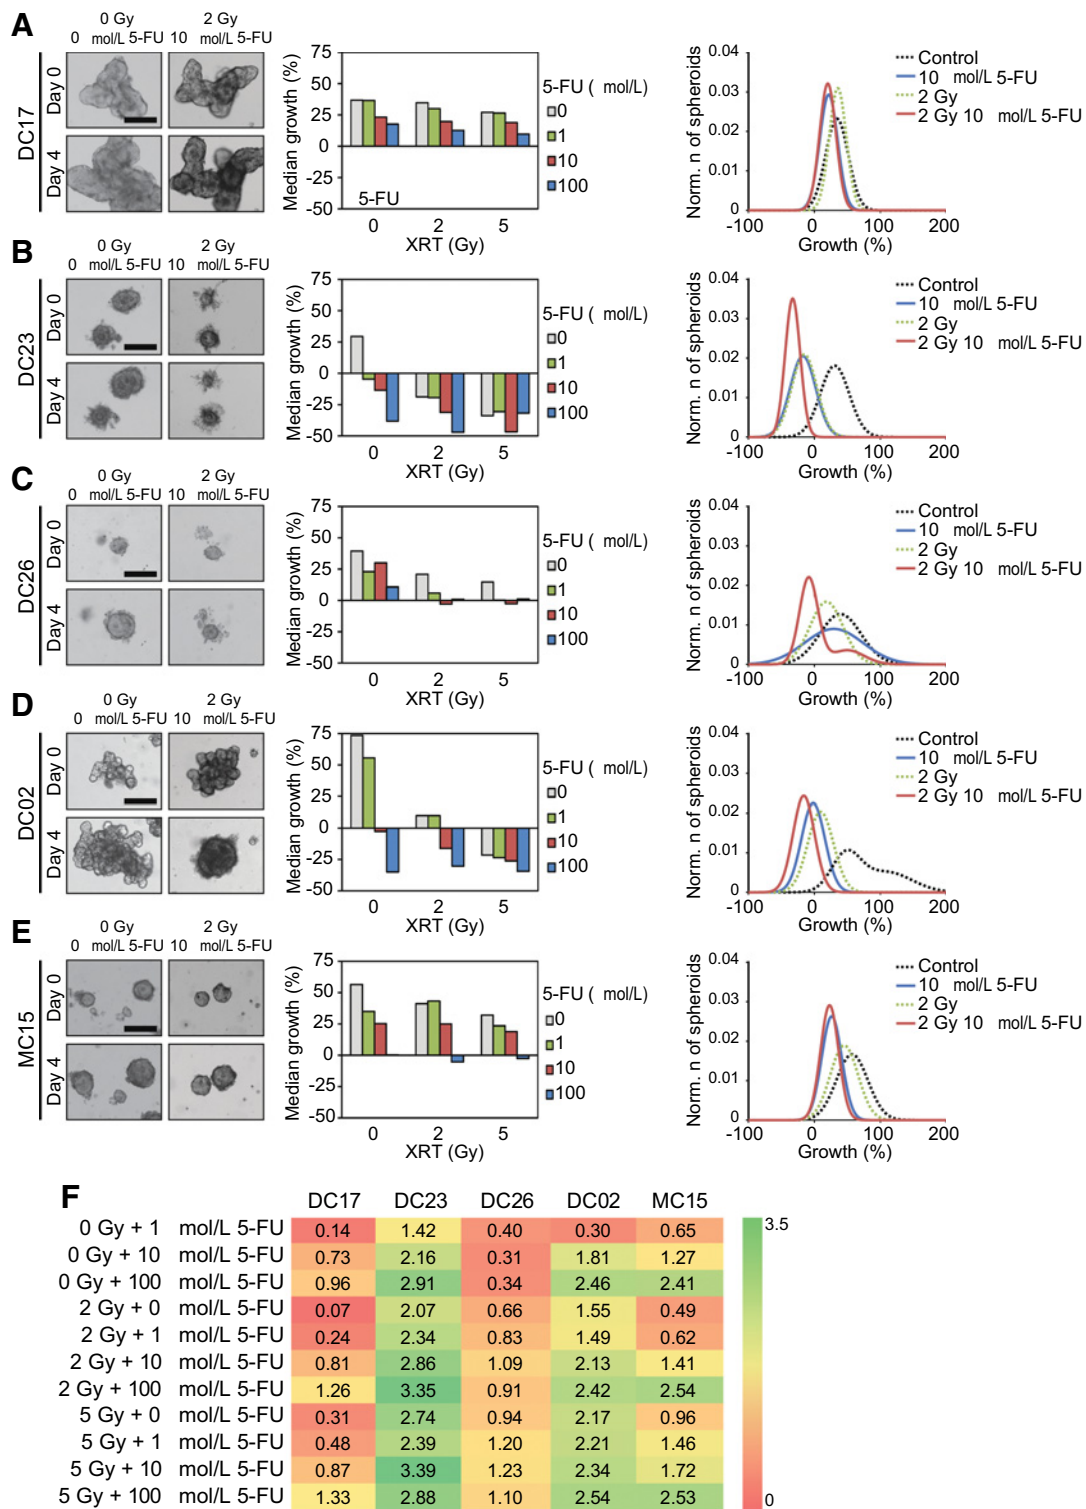 A
0 Gy 2 Gy
0 mol/L 5-FU 10 mol/L 5-FU
DC17
Day 0
Day 4
Median growth (%)
75
50
25
0
-25
-50
5-FU
0 2 5
XRT (Gy)
5-FU ( mol/L)
0
1
10
100
Norm. n of spheroids
0.04
0.03
0.02
0.01
0
-100 0 100 200
Growth (%)
Control
10 mol/L 5-FU
2 Gy
2 Gy 10 mol/L 5-FU
B
0 Gy 2 Gy
0 mol/L 5-FU 10 mol/L 5-FU
DC23
Day 0
Day 4
Median growth (%)
75
50
25
0
-25
-50
0 2 5
XRT (Gy)
5-FU ( mol/L)
0
1
10
100
Norm. n of spheroids
0.04
0.03
0.02
0.01
0
-100 0 100 200
Growth (%)
Control
10 mol/L 5-FU
2 Gy
2 Gy 10 mol/L 5-FU
C
0 Gy 2 Gy
0 mol/L 5-FU 10 mol/L 5-FU
DC26
Day 0
Day 4
Median growth (%)
75
50
25
0
-25
-50
0 2 5
XRT (Gy)
5-FU ( mol/L)
0
1
10
100
Norm. n of spheroids
0.04
0.03
0.02
0.01
0
-100 0 100 200
Growth (%)
Control
10 mol/L 5-FU
2 Gy
2 Gy 10 mol/L 5-FU
D
0 Gy 2 Gy
0 mol/L 5-FU 10 mol/L 5-FU
DC02
Day 0
Day 4
Median growth (%)
75
50
25
0
-25
-50
0 2 5
XRT (Gy)
5-FU ( mol/L)
0
1
10
100
Norm. n of spheroids
0.04
0.03
0.02
0.01
0
-100 0 100 200
Growth (%)
Control
10 mol/L 5-FU
2 Gy
2 Gy 10 mol/L 5-FU
E
0 Gy 2 Gy
0 mol/L 5-FU 10 mol/L 5-FU
MC15
Day 0
Day 4
Median growth (%)
75
50
25
0
-25
-50
0 2 5
XRT (Gy)
5-FU ( mol/L)
0
1
10
100
Norm. n of spheroids
0.04
0.03
0.02
0.01
0
-100 0 100 200
Growth (%)
Control
10 mol/L 5-FU
2 Gy
2 Gy 10 mol/L 5-FU
F
DC17 DC23 DC26 DC02 MC15
0 Gy + 1 mol/L 5-FU 0.14 1.42 0.40 0.30 0.65
0 Gy + 10 mol/L 5-FU 0.73 2.16 0.31 1.81 1.27
0 Gy + 100 mol/L 5-FU 0.96 2.91 0.34 2.46 2.41
2 Gy + 0 mol/L 5-FU 0.07 2.07 0.66 1.55 0.49
2 Gy + 1 mol/L 5-FU 0.24 2.34 0.83 1.49 0.62
2 Gy + 10 mol/L 5-FU 0.81 2.86 1.09 2.13 1.41
2 Gy + 100 mol/L 5-FU 1.26 3.35 0.91 2.42 2.54
5 Gy + 0 mol/L 5-FU 0.31 2.74 0.94 2.17 0.96
5 Gy + 1 mol/L 5-FU 0.48 2.39 1.20 2.21 1.46
5 Gy + 10 mol/L 5-FU 0.87 3.39 1.23 2.34 1.72
5 Gy + 100 mol/L 5-FU 1.33 2.88 1.10 2.54 2.53
3.5
0